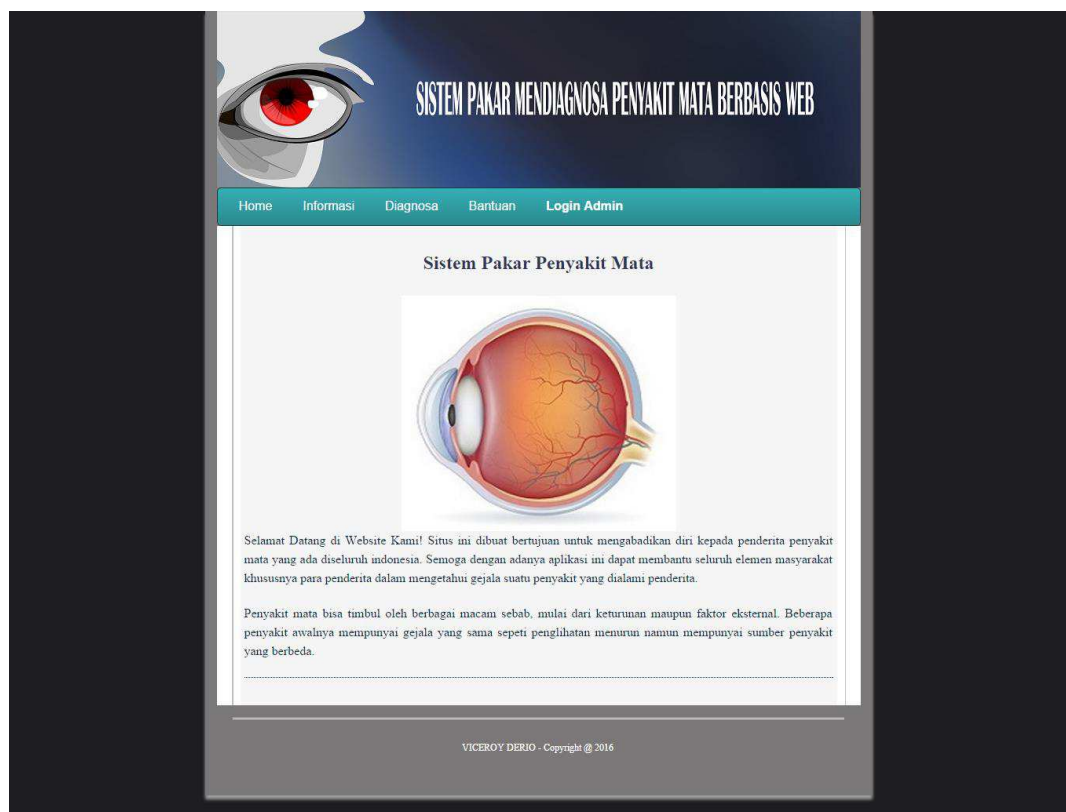 SISTEM PAKAR MENDIAGNOSA PENYAKIT MATA BERBASIS WEB
Home Informasi Diagnosa Bantuan Login Admin
Sistem Pakar Penyakit Mata
Selamat Datang di Website Kami! Situs ini dibuat bertujuan untuk mengabadikan diri kepada penderita penyakit
mata yang ada diseluruh indonesia. Semoga dengan adanya aplikasi ini dapat membantu seluruh elemen masyarakat
khususnya para penderita dalam mengetahui gejala suatu penyakit yang dialami penderita.
Penyakit mata bisa timbul oleh berbagai macam sebab, mulai dari keturunan maupun faktor eksternal. Beberapa
penyakit awalnya mempunyai gejala yang sama sepeti penglihatan menurun namun mempunyai sumber penyakit
yang berbeda.
VICEROY DERIO - Copyright @ 2016